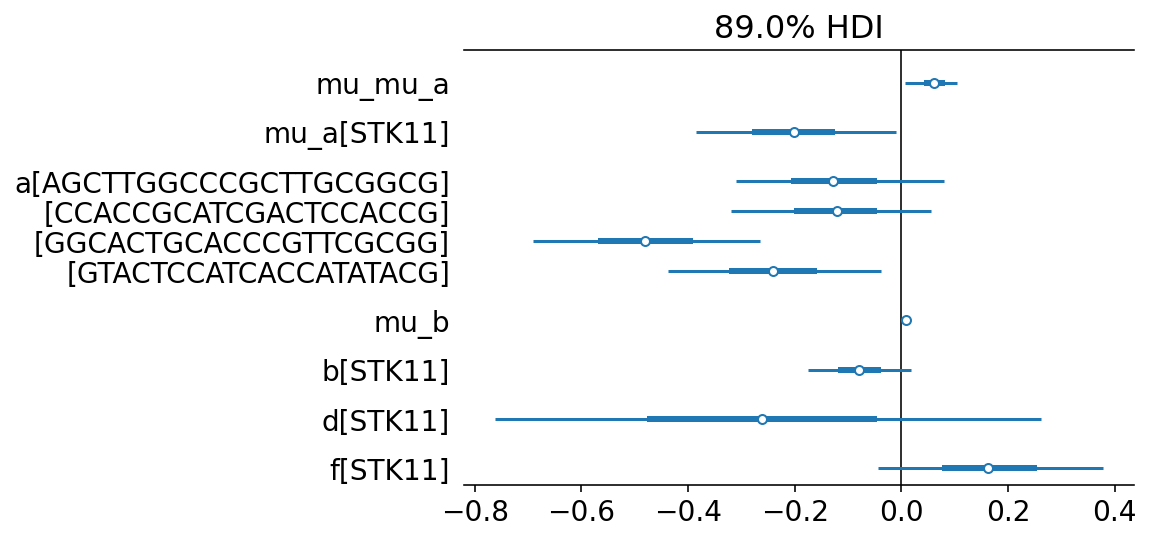 89.0% HDI
mu_mu_a
mu_a[STK11]
a[AGCTTGGCCCGCTTGCGGCG]
[CCACCGCATCGACTCCACCG]
[GGCACTGCACCCGTTCGCGG]
[GTACTCCATCACCATATACG]
mu_b
b[STK11]
d[STK11]
f[STK11]
−0.8 −0.6 −0.4 −0.2 0.0 0.2 0.4